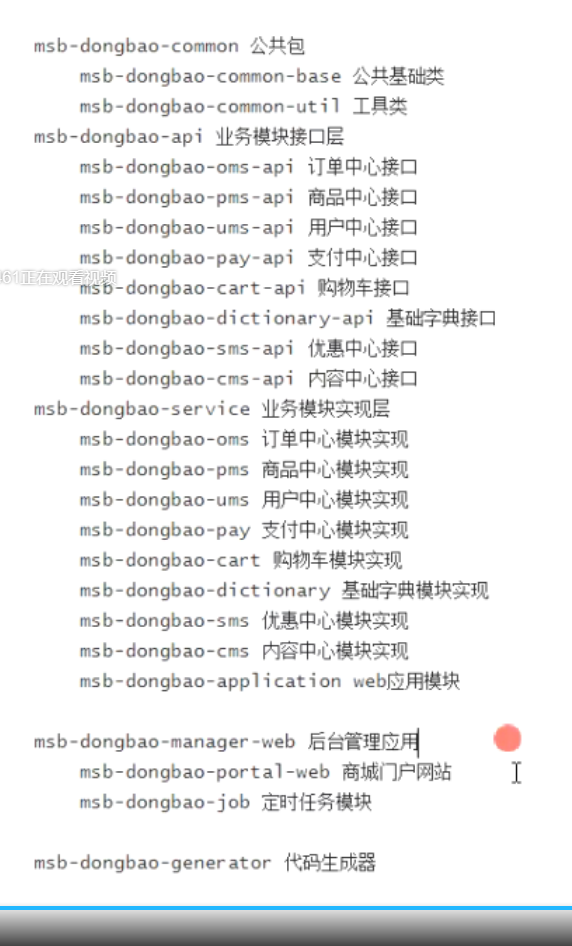 msb-dongbao-common 公共包
msb-dongbao-common-base 公共基础类
msb-dongbao-common-util 工具类
msb-dongbao-api 业务模块接口层
msb-dongbao-oms-api 订单中心接口
msb-dongbao-pms-api 商品中心接口
msb-dongbao-ums-api 用户中心接口
msb-dongbao-pay-api 支付中心接口
61正在观看视频
msb-dongbao-cart-api 购物车接口
msb-dongbao-dictionary-api 基础字典接口
msb-dongbao-sms-api 优惠中心接口
msb-dongbao-cms-api 内容中心接口
msb-dongbao-service 业务模块实现层
msb-dongbao-oms 订单中心模块实现
msb-dongbao-pms 商品中心模块实现
msb-dongbao-ums 用户中心模块实现
msb-dongbao-pay 支付中心模块实现
msb-dongbao-cart 购物车模块实现
msb-dongbao-dictionary 基础字典模块实现
msb-dongbao-sms 优惠中心模块实现
msb-dongbao-cms 内容中心模块实现
msb-dongbao-application web应用模块
msb-dongbao-manager-web 后台管理应用
msb-dongbao-portal-web 商城门户网站
msb-dongbao-job 定时任务模块
msb-dongbao-generator 代码生成器